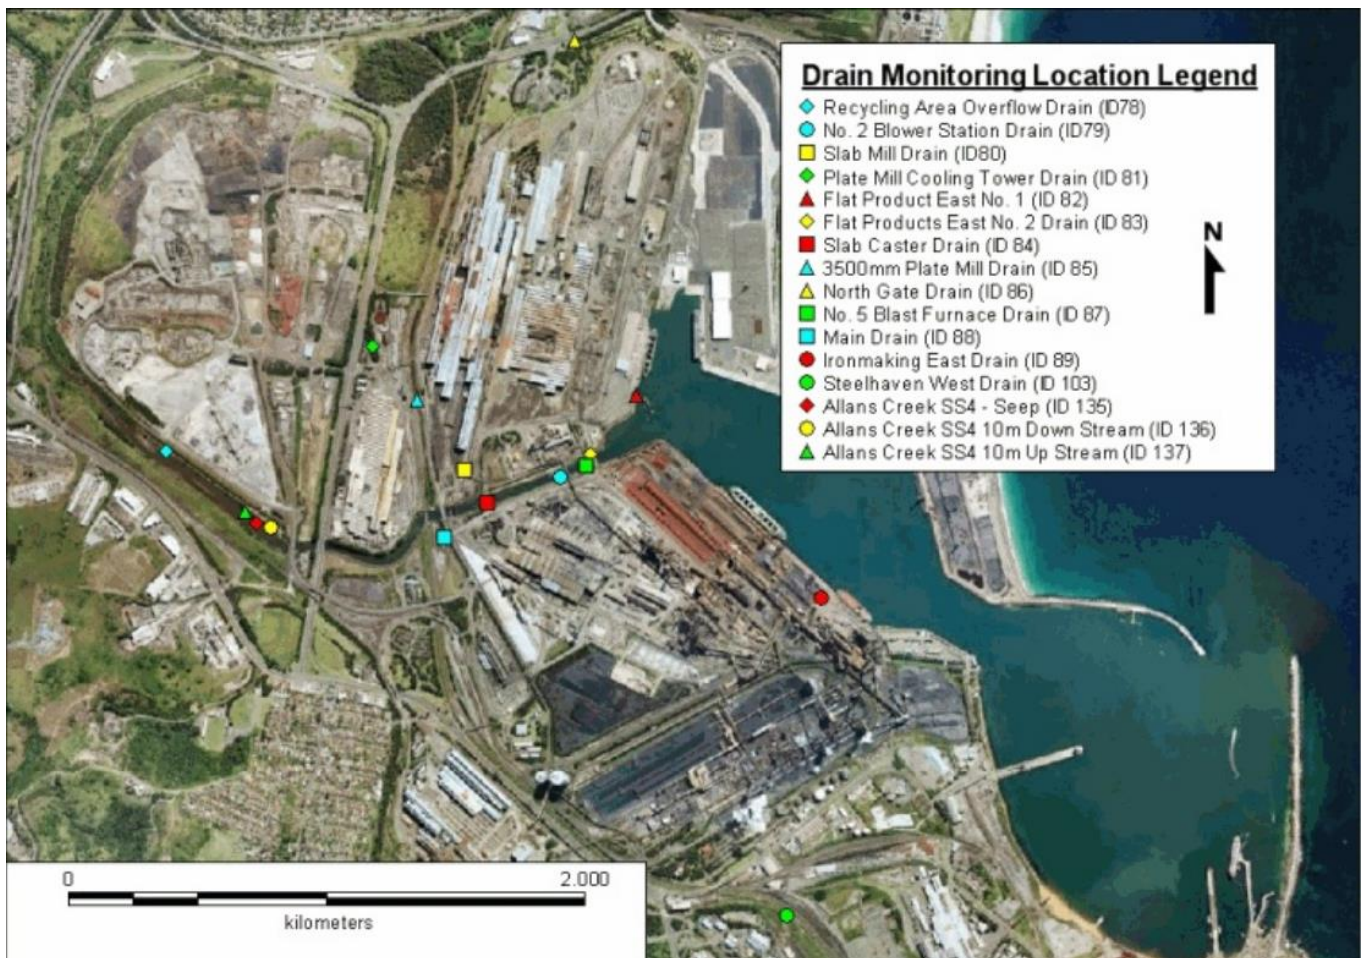 Drain Monitoring Location Legend
Recycling Area Overflow Drain (ID78)
No. 2 Blower Station Drain (ID79)
Slab Mill Drain (ID80)
Plate Mill Cooling Tower Drain (ID 81)
Flat Product East No. 1 (ID 82)
Flat Products East No. 2 Drain (ID 83)
Slab Caster Drain (ID 84)
3500mm Plate Mill Drain (ID 85)
North Gate Drain (ID 86)
No. 5 Blast Furnace Drain (ID 87)
Main Drain (ID 88)
Ironmaking East Drain (ID 89)
Steelhaven West Drain (ID 103)
Allans Creek SS4 - Seep (ID 135)
Allans Creek SS4 10m Down Stream (ID 136)
Allans Creek SS4 10m Up Stream (ID 137)
N
0 2.000
kilometers